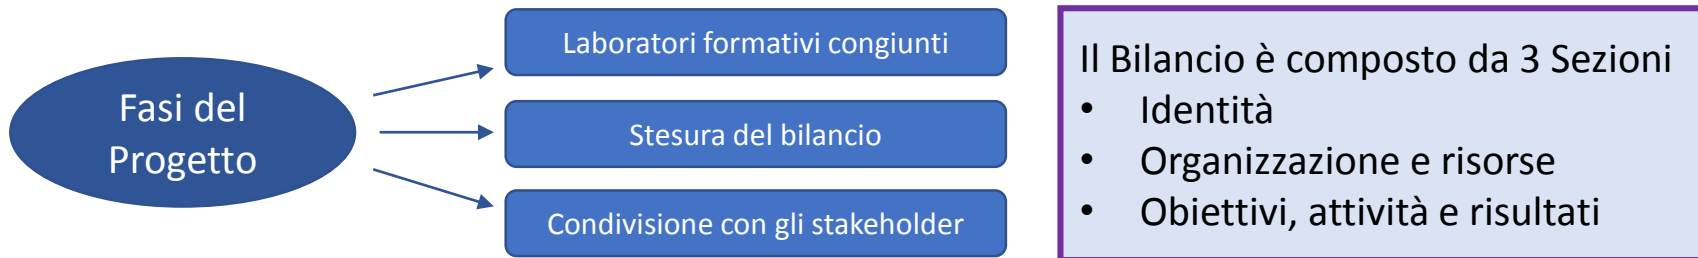 Fasi del
Progetto
Laboratori formativi congiunti
Stesura del bilancio
Condivisione con gli stakeholder
Il Bilancio è composto da 3 Sezioni
• Identità
• Organizzazione e risorse
• Obiettivi, attività e risultati